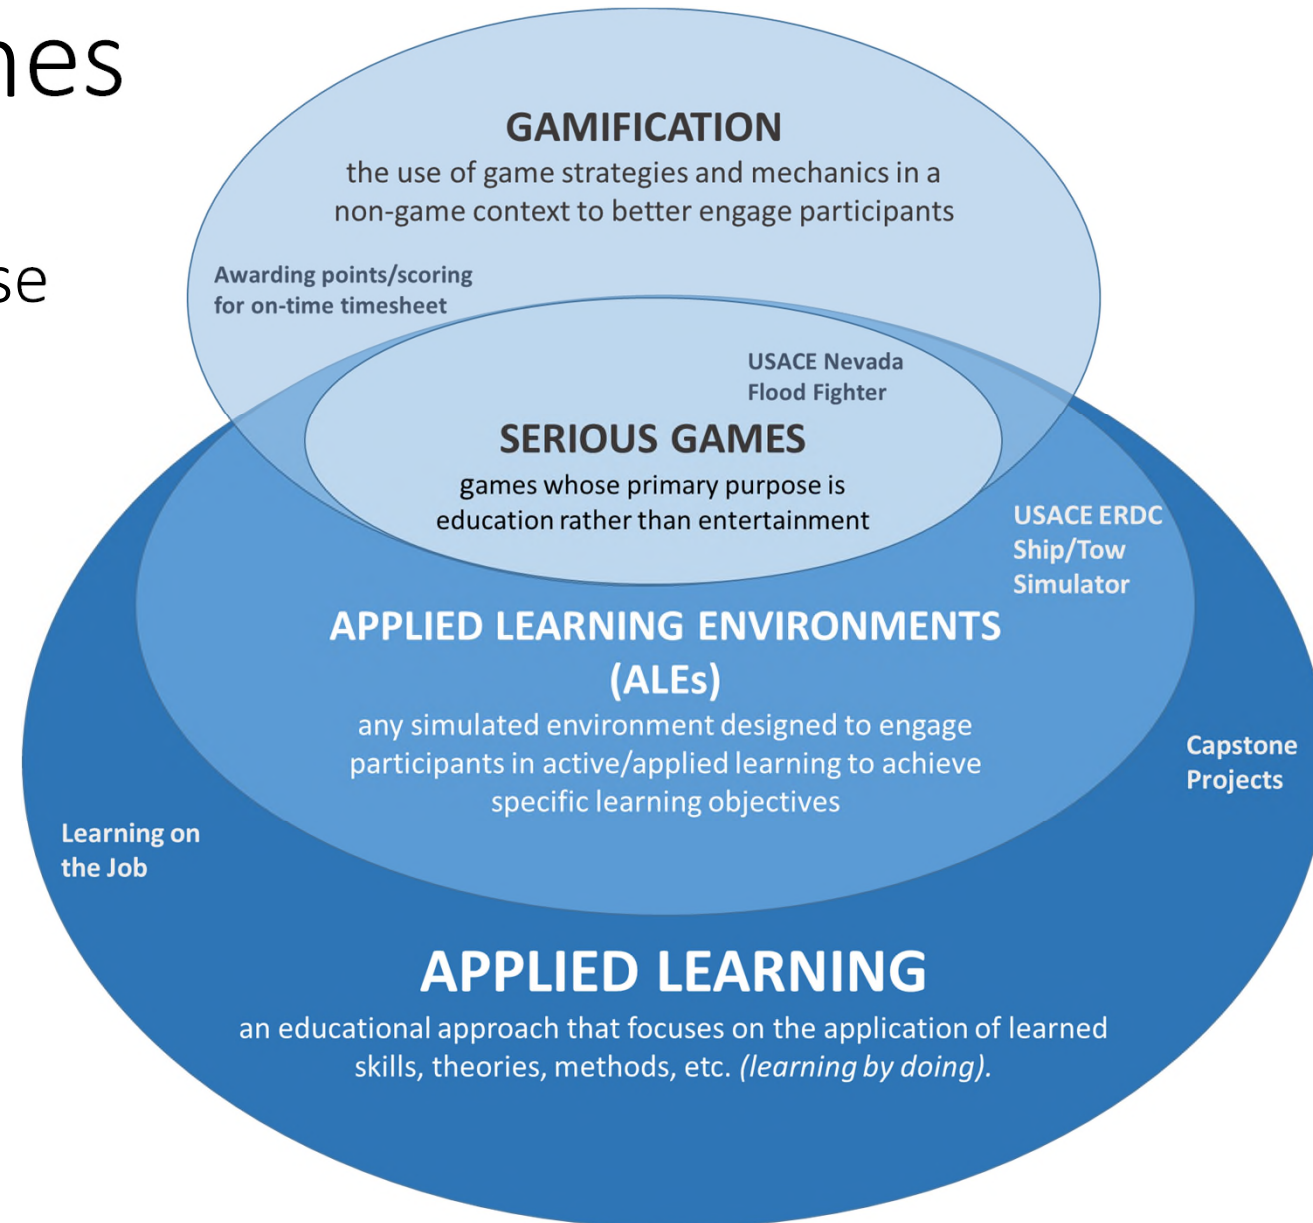 nes
se
GAMIFICATION
the use of game strategies and mechanics in a
non-game context to better engage participants
Awarding points/scoring
for on-time timesheet
USACE Nevada
Flood Fighter
SERIOUS GAMES
games whose primary purpose is
education rather than entertainment
USACE ERDC
Ship/Tow
Simulator
APPLIED LEARNING ENVIRONMENTS
(ALEs)
any simulated environment designed to engage
participants in active/applied learning to achieve
specific learning objectives
Capstone
Projects
Learning on
the Job
APPLIED LEARNING
an educational approach that focuses on the application of learned
skills, theories, methods, etc. (learning by doing).